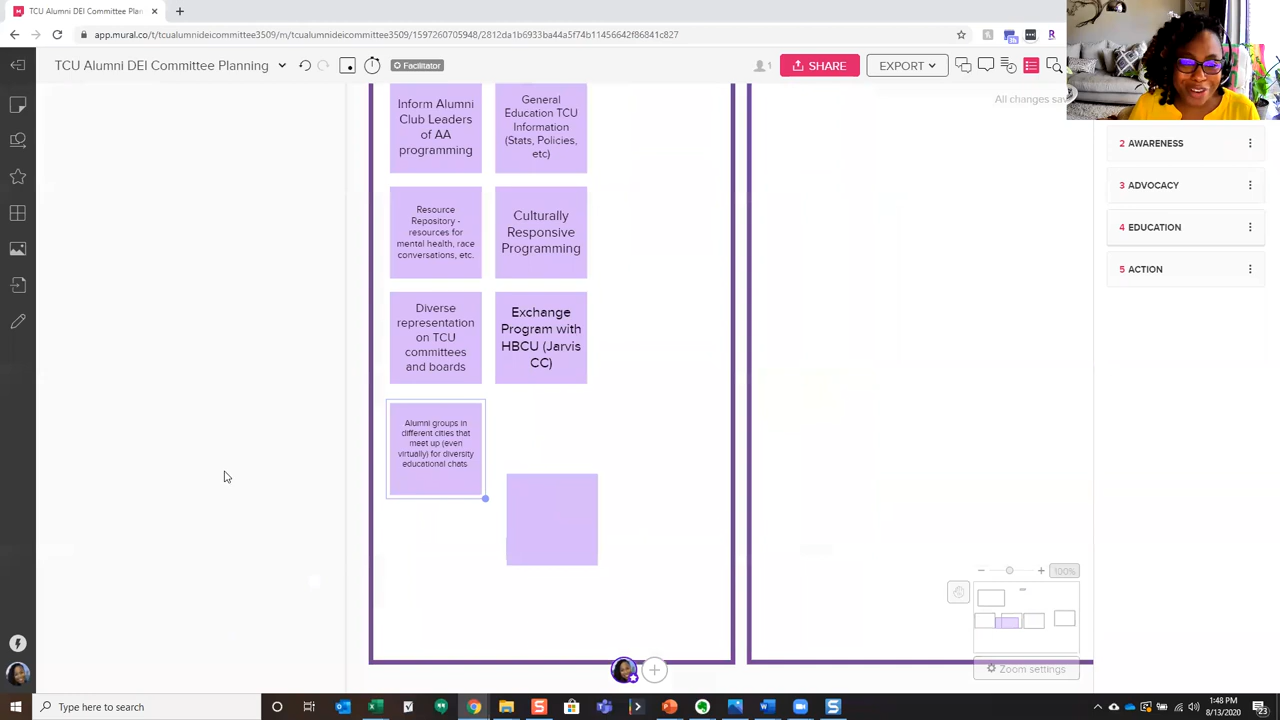 TCU Alumni DEI Committee Plan
app.mural.co/t/tcualumnideicommittee3509/m/tcualumnideicommittee3509/1597260705948/2812da1b6933ba44a5f74b11456642f86841c827
TCU Alumni DEI Committee Planning
Facilitator
1
SHARE
EXPORT
All changes sav
Inform Alumni
Club Leaders
of AA
programming
General
Education TCU
Information
(Stats, Policies,
etc)
Resource
Repository -
resources for
mental health, race
conversations, etc.
Culturally
Responsive
Programming
Diverse
representation
on TCU
committees
and boards
Exchange
Program with
HBCU (Jarvis
CC)
Alumni groups in
different cities that
meet up (even
virtually) for diversity
educational chats
2 AWARENESS
3 ADVOCACY
4 EDUCATION
5 ACTION
100%
Zoom settings
Type here to search
1:48 PM
8/13/2020
23